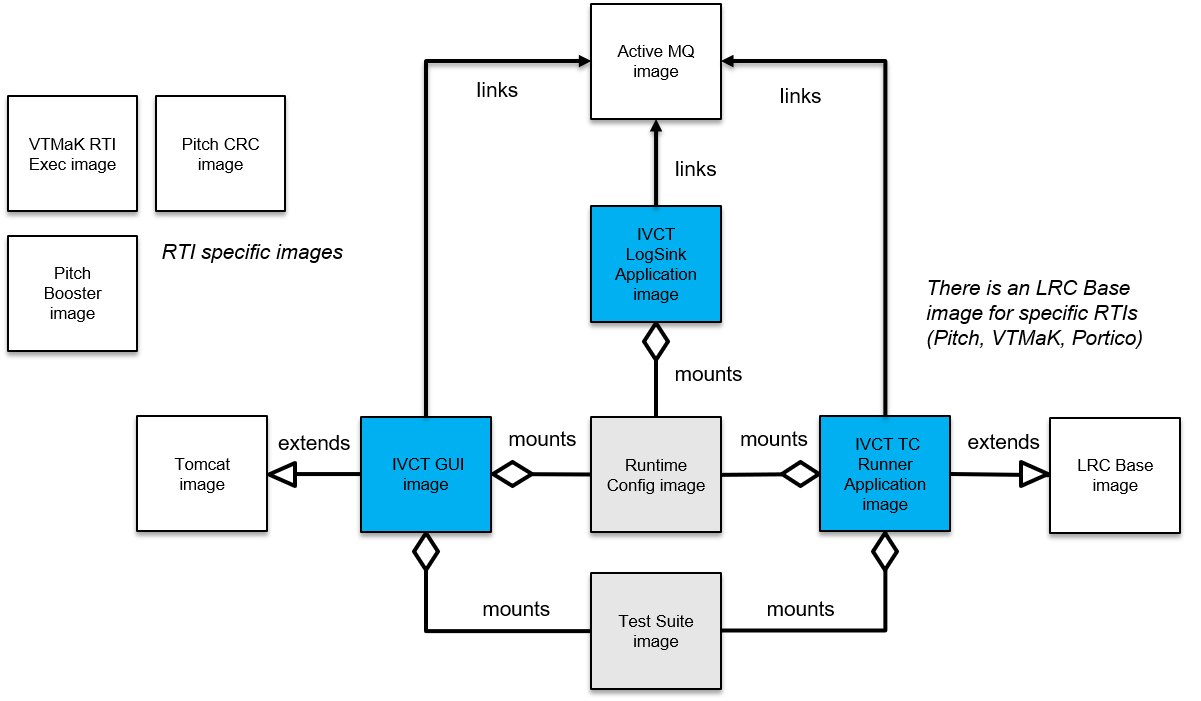 Active MQ
image
links
links
VTMaK RTI
Exec image
Pitch CRC
image
links
RTI specific images
IVCT
LogSink
Application
image
Pitch
Booster
image
There is an LRC Base
image for specific RTIs
(Pitch, VTMaK, Portico)
mounts
Tomcat
image
extends
IVCT GUI
image
mounts
Runtime
Config image
mounts
IVCT TC
Runner
Application
image
extends
LRC Base
image
mounts
Test Suite
image
mounts